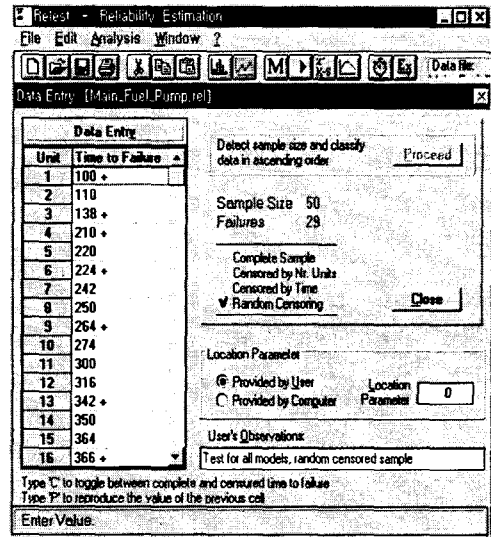 Relest - Reliability Estimation
File Edit Analysis Window ?
Data file:
Data Entry [Main_Fuel_Pump.rel]
Data Entry
Unit Time to Failure
1 100 +
2 110
3 138 +
4 210 +
5 220
6 224 +
7 242
8 250
9 264 +
10 274
11 300
12 316
13 342 +
14 350
15 364
16 366 +
Detect sample size and classify
data in ascending order
Proceed
Sample Size 50
Failures 29
Complete Sample
Censored by Nr. Units
Censored by Time
Random Censoring
Close
Location Parameter
Provided by User
Provided by Computer
Location
Parameter
0
User's Observations:
Test for all models, random censored sample
Type 'C' to toggle between complete and censured time to failure
Type 'P' to reproduce the value of the previous cell
Enter Value.